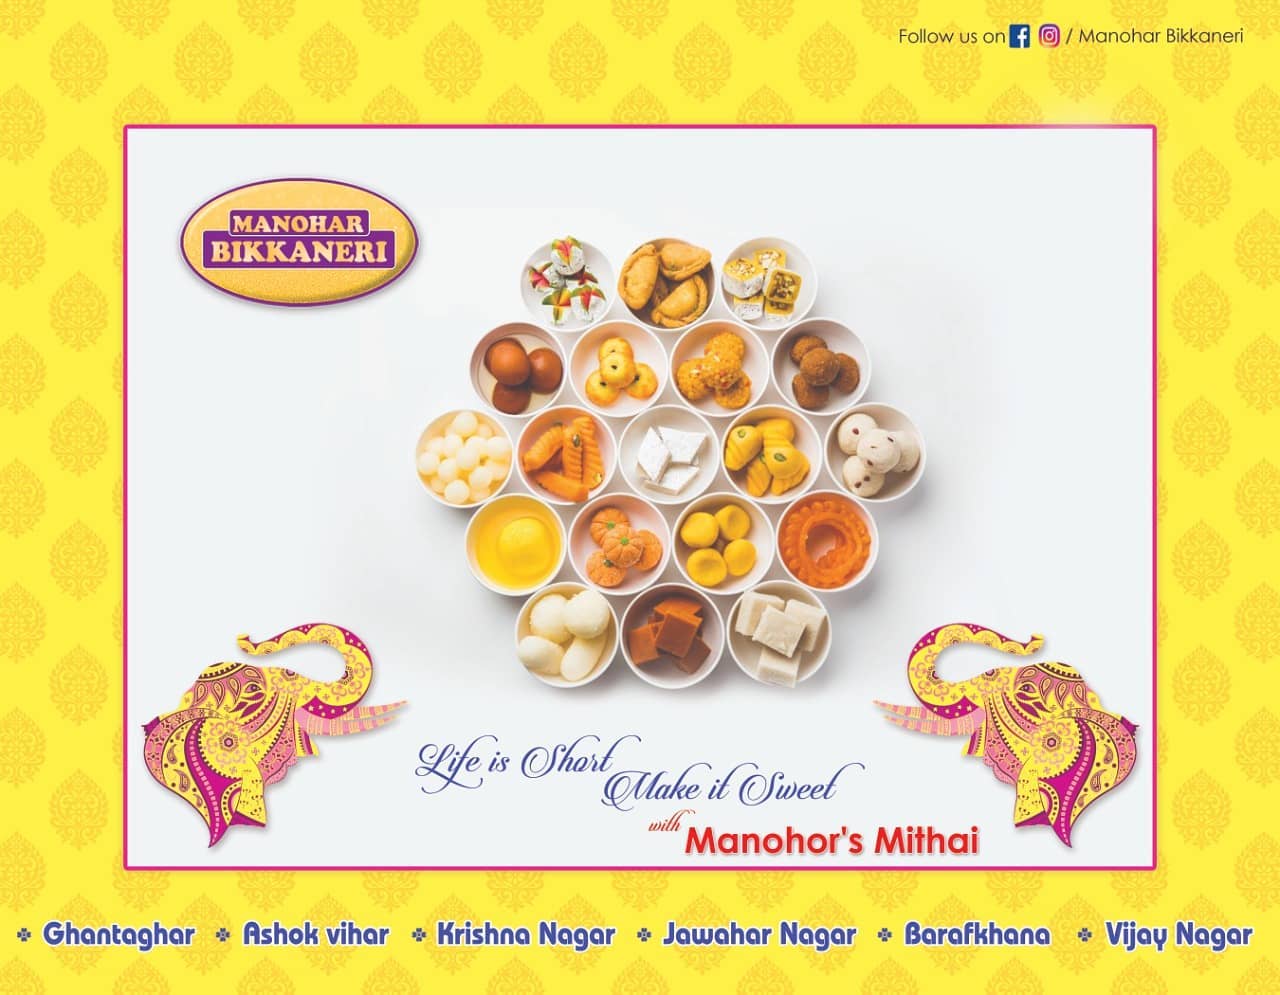 Follow us on / Manohar Bikkaneri
MANOHAR
BIKKANERI
Life is Short
Make it Sweet
with Manohor's Mithai
Ghantaghar Ashok vihar Krishna Nagar Jawahar Nagar Barafkhana Vijay Nagar